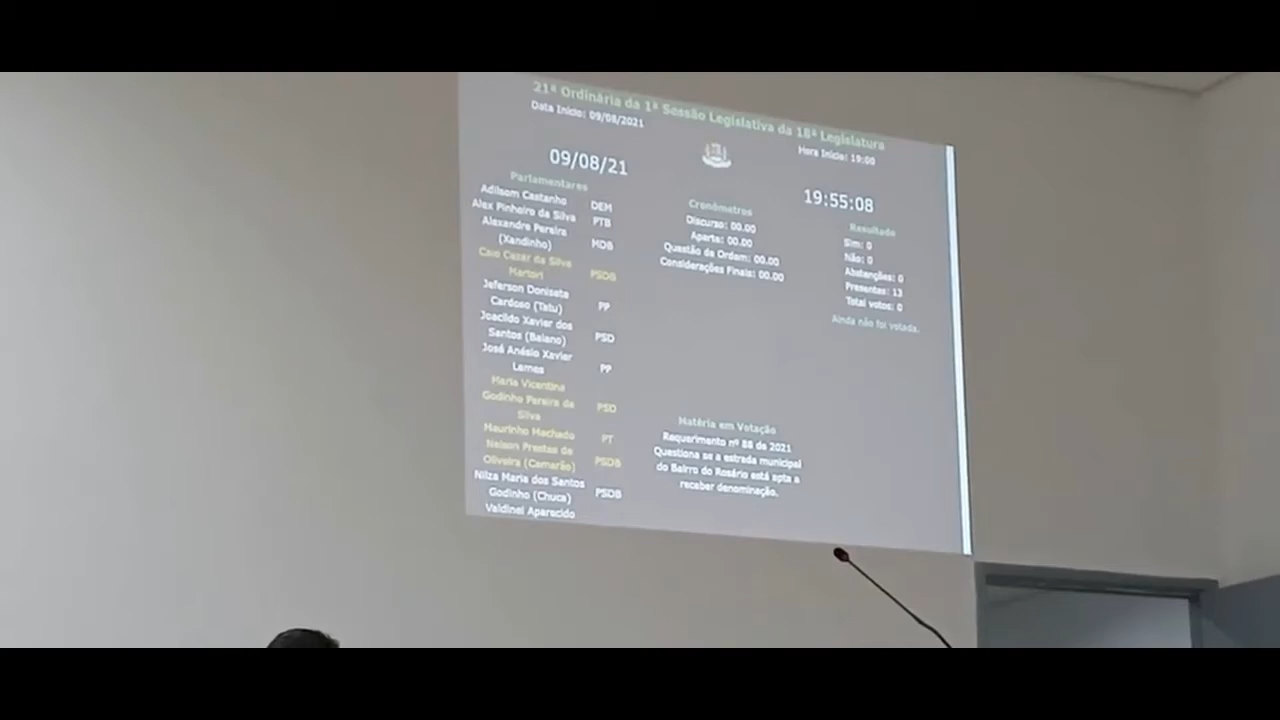 21ª Ordinária da 1ª Sessão Legislativa da 18ª Legislatura
Data Início: 09/08/2021
Hora Início: 19:00
09/08/21
19:55:08
Parlamentares
Adilsom Castanho DEM
Alex Pinheiro da Silva PTB
Alexandre Pereira
(Xandinho) MDB
Caio Cezar da Silva
Martori PSDB
Jeferson Donisete
Cardoso (Tatu) PP
Joacildo Xavier dos
Santos (Baiano) PSD
José Anésio Xavier
Lemes PP
Maria Vicentina
Godinho Pereira da
Silva PSD
Maurinho Machado PT
Nelson Prestes de
Oliveira (Camarão) PSDB
Nilza Maria dos Santos
Godinho (Chuca) PSDB
Valdinei Aparecido
Cronômetros
Discurso: 00.00
Aparte: 00.00
Questão da Ordem: 00.00
Considerações Finais: 00.00
Resultado
Sim: 0
Não: 0
Abstenções: 0
Presentes: 13
Total votos: 0
Ainda não foi votada.
Matéria em Votação
Requerimento nº 88 de 2021
Questiona se a estrada municipal
do Bairro do Rosário está apta a
receber denominação.